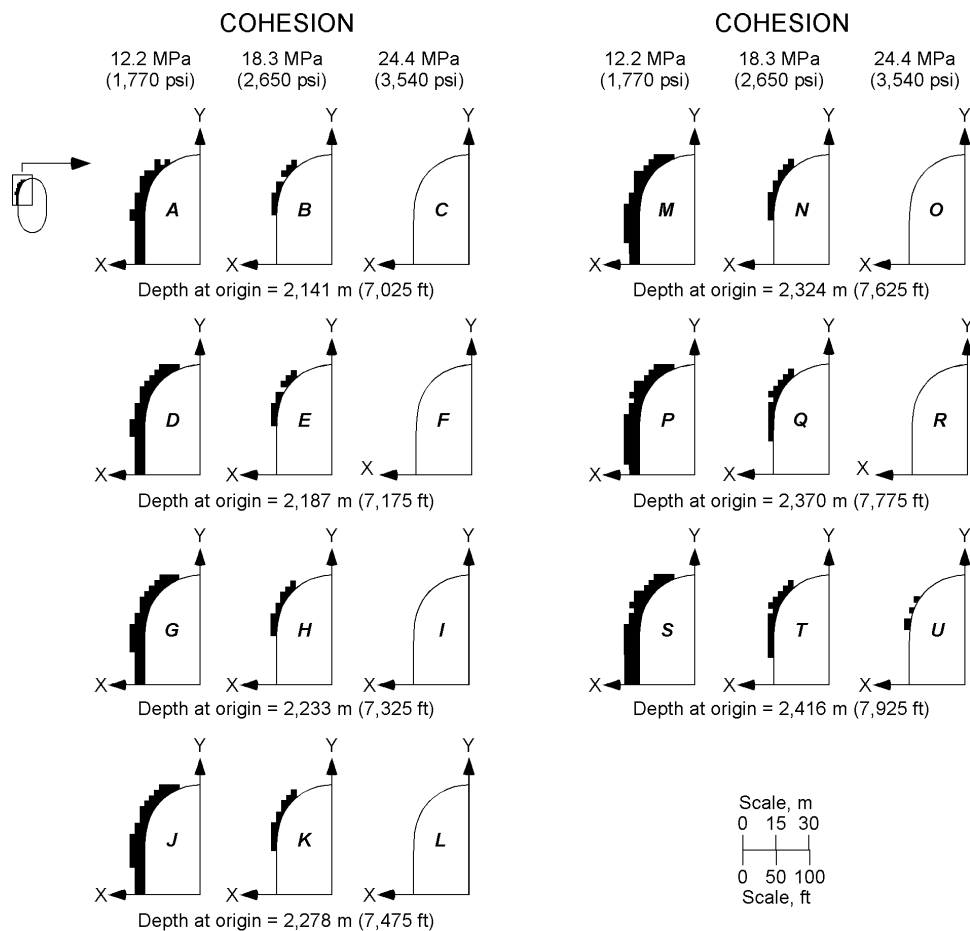 COHESION
12.2 MPa 18.3 MPa 24.4 MPa
(1,770 psi) (2,650 psi) (3,540 psi)
Y Y Y
A B C
X X X
Depth at origin = 2,141 m (7,025 ft)
Y Y Y
D E F
X X X
Depth at origin = 2,187 m (7,175 ft)
Y Y Y
G H I
X X X
Depth at origin = 2,233 m (7,325 ft)
Y Y Y
J K L
X X X
Depth at origin = 2,278 m (7,475 ft)
COHESION
12.2 MPa 18.3 MPa 24.4 MPa
(1,770 psi) (2,650 psi) (3,540 psi)
Y Y Y
M N O
X X X
Depth at origin = 2,324 m (7,625 ft)
Y Y Y
P Q R
X X X
Depth at origin = 2,370 m (7,775 ft)
Y Y Y
S T U
X X X
Depth at origin = 2,416 m (7,925 ft)
Scale, m
0 15 30
0 50 100
Scale, ft